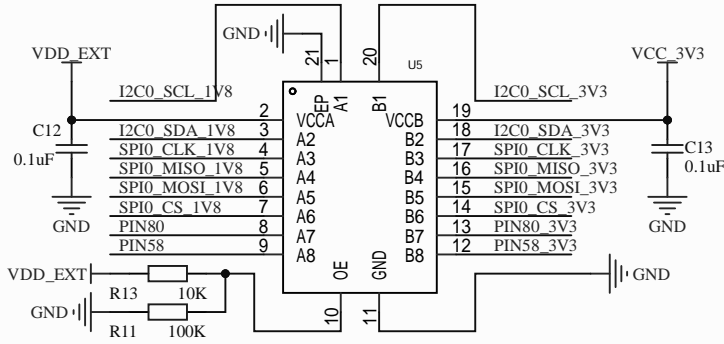 GND
21
1
20
U5
VDD_EXT
VCC_3V3
I2C0_SCL_1V8
EP
A1
B1
I2C0_SCL_3V3
2
VCCA
VCCB
19
C12
0.1uF
I2C0_SDA_1V8
3
A2
B2
18
I2C0_SDA_3V3
SPI0_CLK_1V8
4
A3
B3
17
SPI0_CLK_3V3
C13
0.1uF
SPI0_MISO_1V8
5
A4
B4
16
SPI0_MISO_3V3
SPI0_MOSI_1V8
6
A5
B5
15
SPI0_MOSI_3V3
SPI0_CS_1V8
7
A6
B6
14
SPI0_CS_3V3
GND
GND
PIN80
8
A7
B7
13
PIN80_3V3
PIN58
9
A8
B8
12
PIN58_3V3
VDD_EXT
R13
10K
OE
GND
GND
GND
R11
100K
10
11